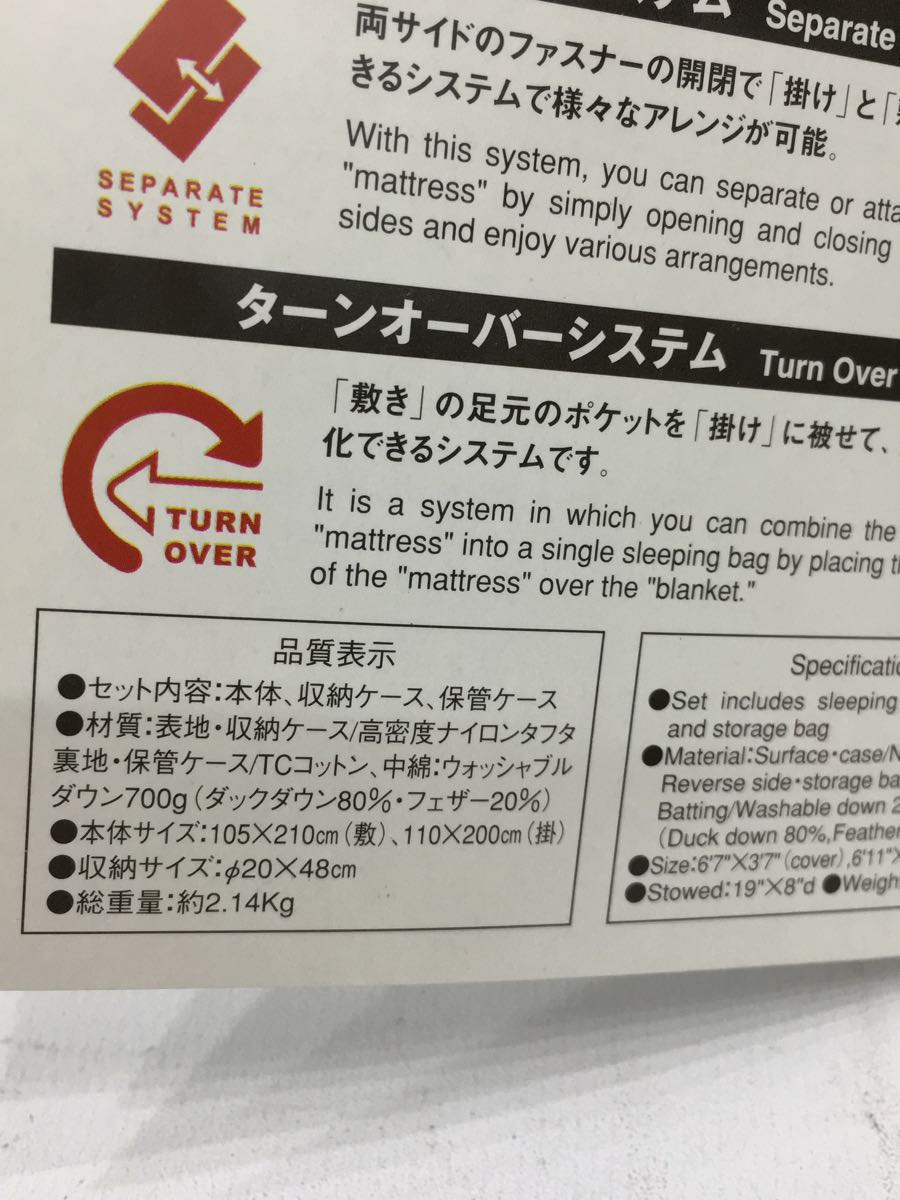 テム Separate
両サイドのファスナーの開閉で「掛け」と「
きるシステムで様々なアレンジが可能。
With this system, you can separate or atta
"mattress" by simply opening and closing
sides and enjoy various arrangements.
SEPARATE
SYSTEM
ターンオーバーシステム Turn Over
「敷き」の足元のポケットを「掛け」に被せて、
化できるシステムです。
It is a system in which you can combine the
"mattress" into a single sleeping bag by placing th
of the "mattress" over the "blanket."
TURN
OVER
品質表示
●セット内容:本体、収納ケース、保管ケース
●材質:表地・収納ケース/高密度ナイロンタフタ
裏地・保管ケース/TCコットン、中綿:ウォッシャブル
ダウン700g(ダックダウン80%・フェザー20%)
●本体サイズ:105×210cm(敷)、110×200cm(掛)
●収納サイズ:φ20×48cm
●総重量:約2.14Kg
Specificatio
●Set includes sleeping
and storage bag
●Material:Surface・case/N
Reverse side・storage ba
Batting/Washable down 2
(Duck down 80%,Feather
●Size:6'7"×3'7"(cover),6'11"×
●Stowed:19"×8"d ●Weigh